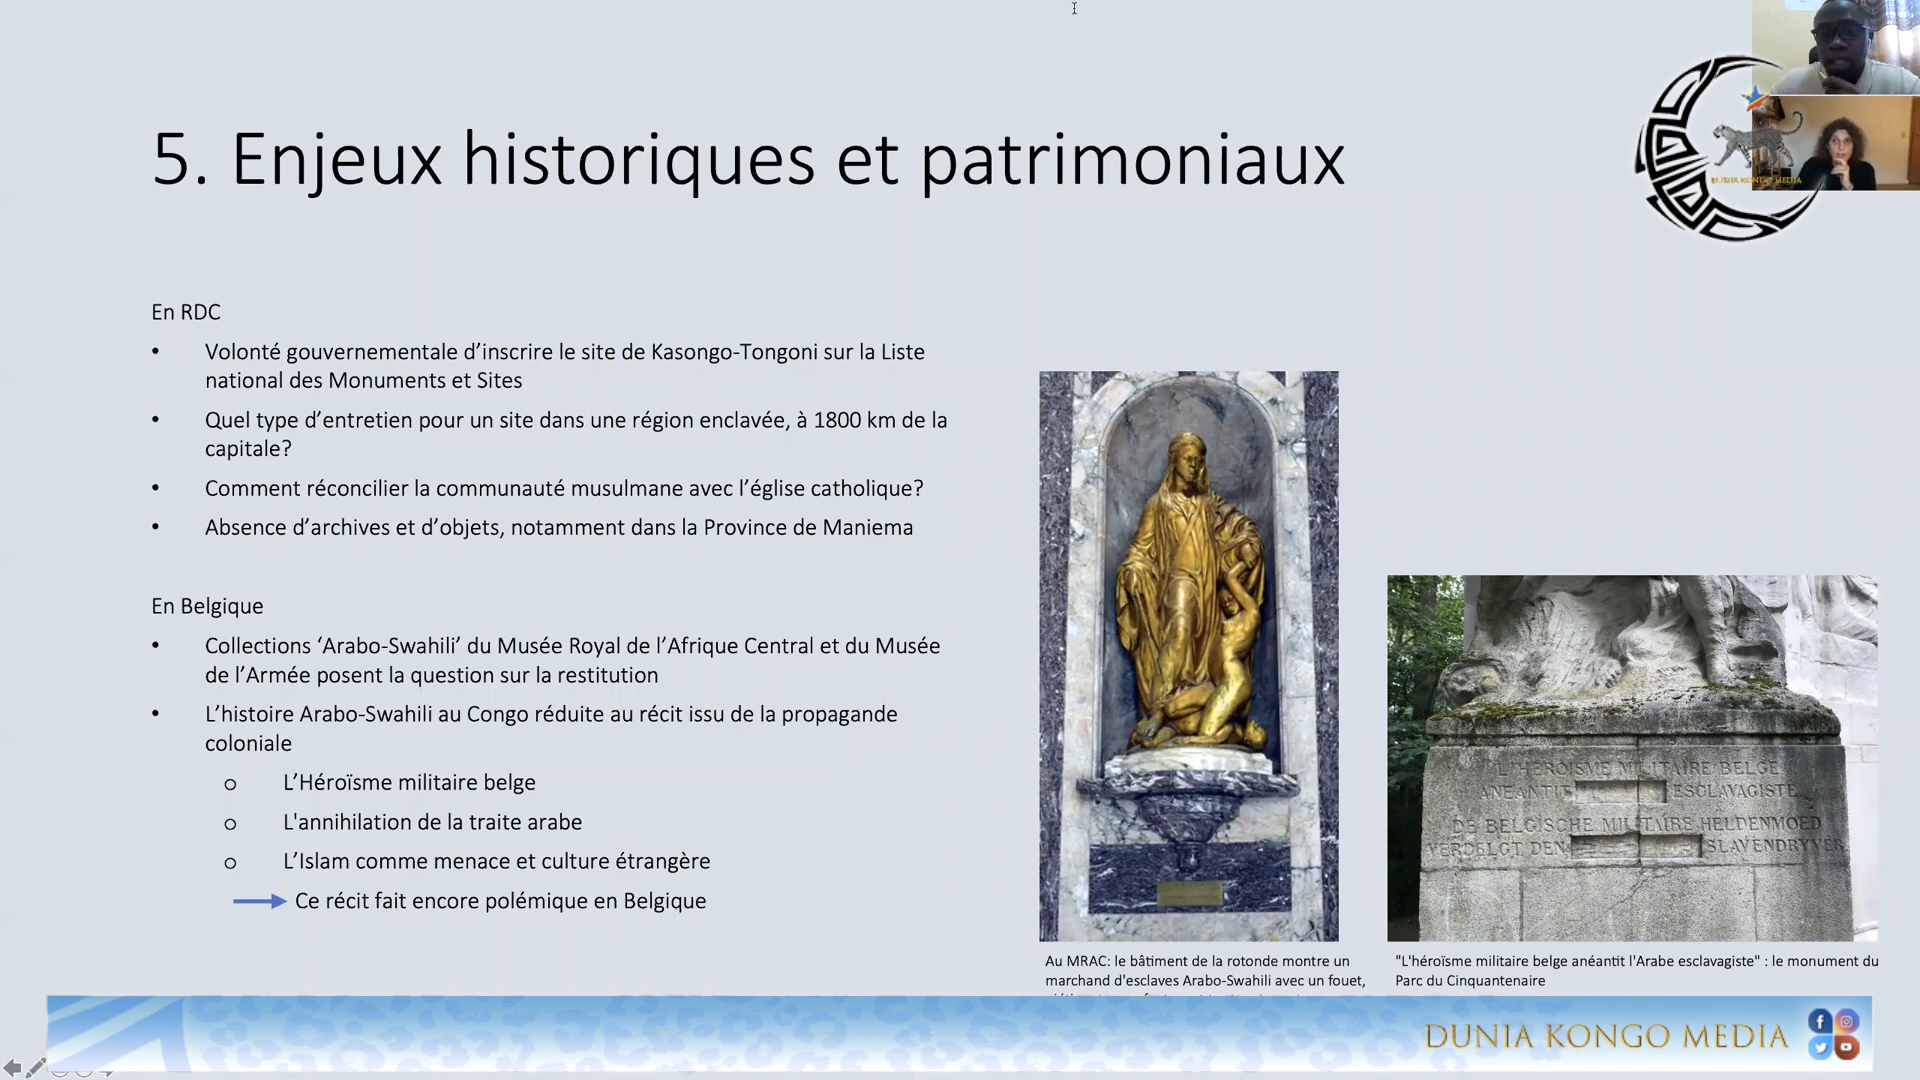 5. Enjeux historiques et patrimoniaux
DUNIA KONGO MEDIA
En RDC
• Volonté gouvernementale d’inscrire le site de Kasongo-Tongoni sur la Liste
national des Monuments et Sites
• Quel type d’entretien pour un site dans une région enclavée, à 1800 km de la
capitale?
• Comment réconcilier la communauté musulmane avec l’église catholique?
• Absence d’archives et d’objets, notamment dans la Province de Maniema
En Belgique
• Collections ‘Arabo-Swahili’ du Musée Royal de l’Afrique Central et du Musée
de l’Armée posent la question sur la restitution
• L’histoire Arabo-Swahili au Congo réduite au récit issu de la propagande
coloniale
o L’Héroïsme militaire belge
o L'annihilation de la traite arabe
o L’Islam comme menace et culture étrangère
Ce récit fait encore polémique en Belgique
L'HEROISME MILITAIRE BELGE
ANEANTIT ESCLAVAGISTE
DE BELGISCHE MILITAIRE HELDENMOED
VERDELGT DEN SLAVENDRYVER
Au MRAC: le bâtiment de la rotonde montre un
marchand d'esclaves Arabo-Swahili avec un fouet,
"L'héroïsme militaire belge anéantit l'Arabe esclavagiste" : le monument du
Parc du Cinquantenaire
DUNIA KONGO MEDIA